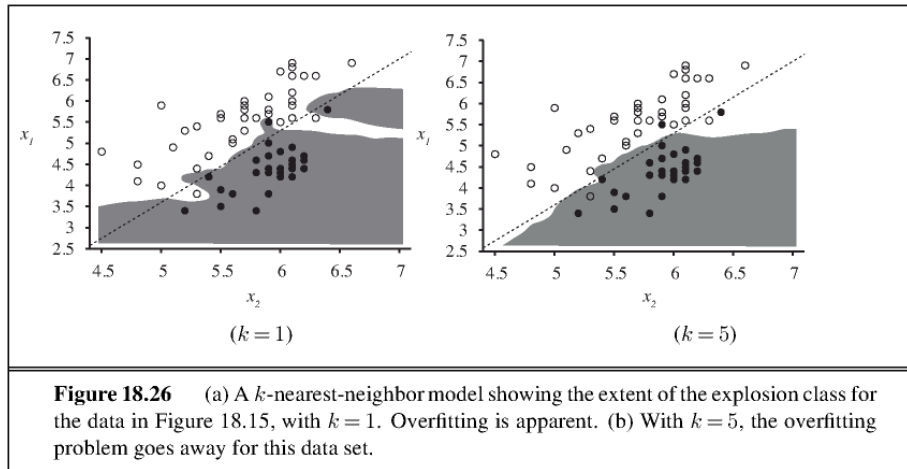 7.5
7
6.5
6
5.5
5
4.5
4
3.5
3
2.5
x1
4.5 5 5.5 6 6.5 7
x2
(k = 1)
7.5
7
6.5
6
5.5
5
4.5
4
3.5
3
2.5
x1
4.5 5 5.5 6 6.5 7
x2
(k = 5)
Figure 18.26 (a) A k-nearest-neighbor model showing the extent of the explosion class for
the data in Figure 18.15, with k = 1. Overfitting is apparent. (b) With k = 5, the overfitting
problem goes away for this data set.